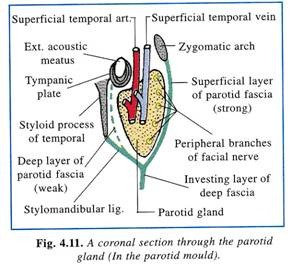 Superficial temporal art.
Superficial temporal vein
Ext. acoustic
meatus
Zygomatic arch
Tympanic
plate
Superficial layer
of parotid fascia
(strong)
Styloid process
of temporal
Peripheral branches
of facial nerve
Deep layer of
parotid fascia
(weak)
Investing layer of
deep fascia
Stylomandibular lig.
Parotid gland
Fig. 4.11. A coronal section through the parotid
gland (In the parotid mould).